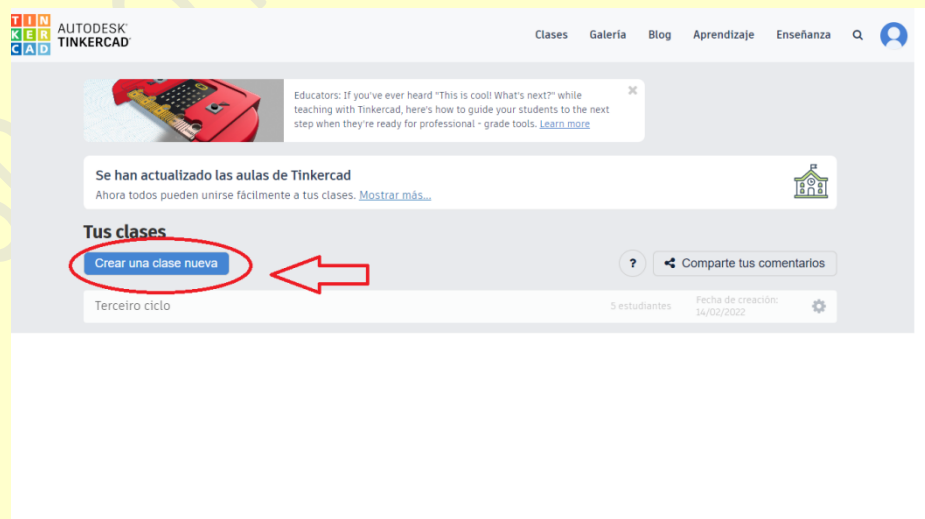 TIN
KER
CAD
AUTODESK®
TINKERCAD®
Clases Galería Blog Aprendizaje Enseñanza
Educators: If you've ever heard "This is cool! What's next?" while
teaching with Tinkercad, here's how to guide your students to the next
step when they're ready for professional - grade tools. Learn more
Se han actualizado las aulas de Tinkercad
Ahora todos pueden unirse fácilmente a tus clases. Mostrar más...
Tus clases
Crear una clase nueva
?
Comparte tus comentarios
Terceiro ciclo
5 estudiantes
Fecha de creación:
14/02/2022